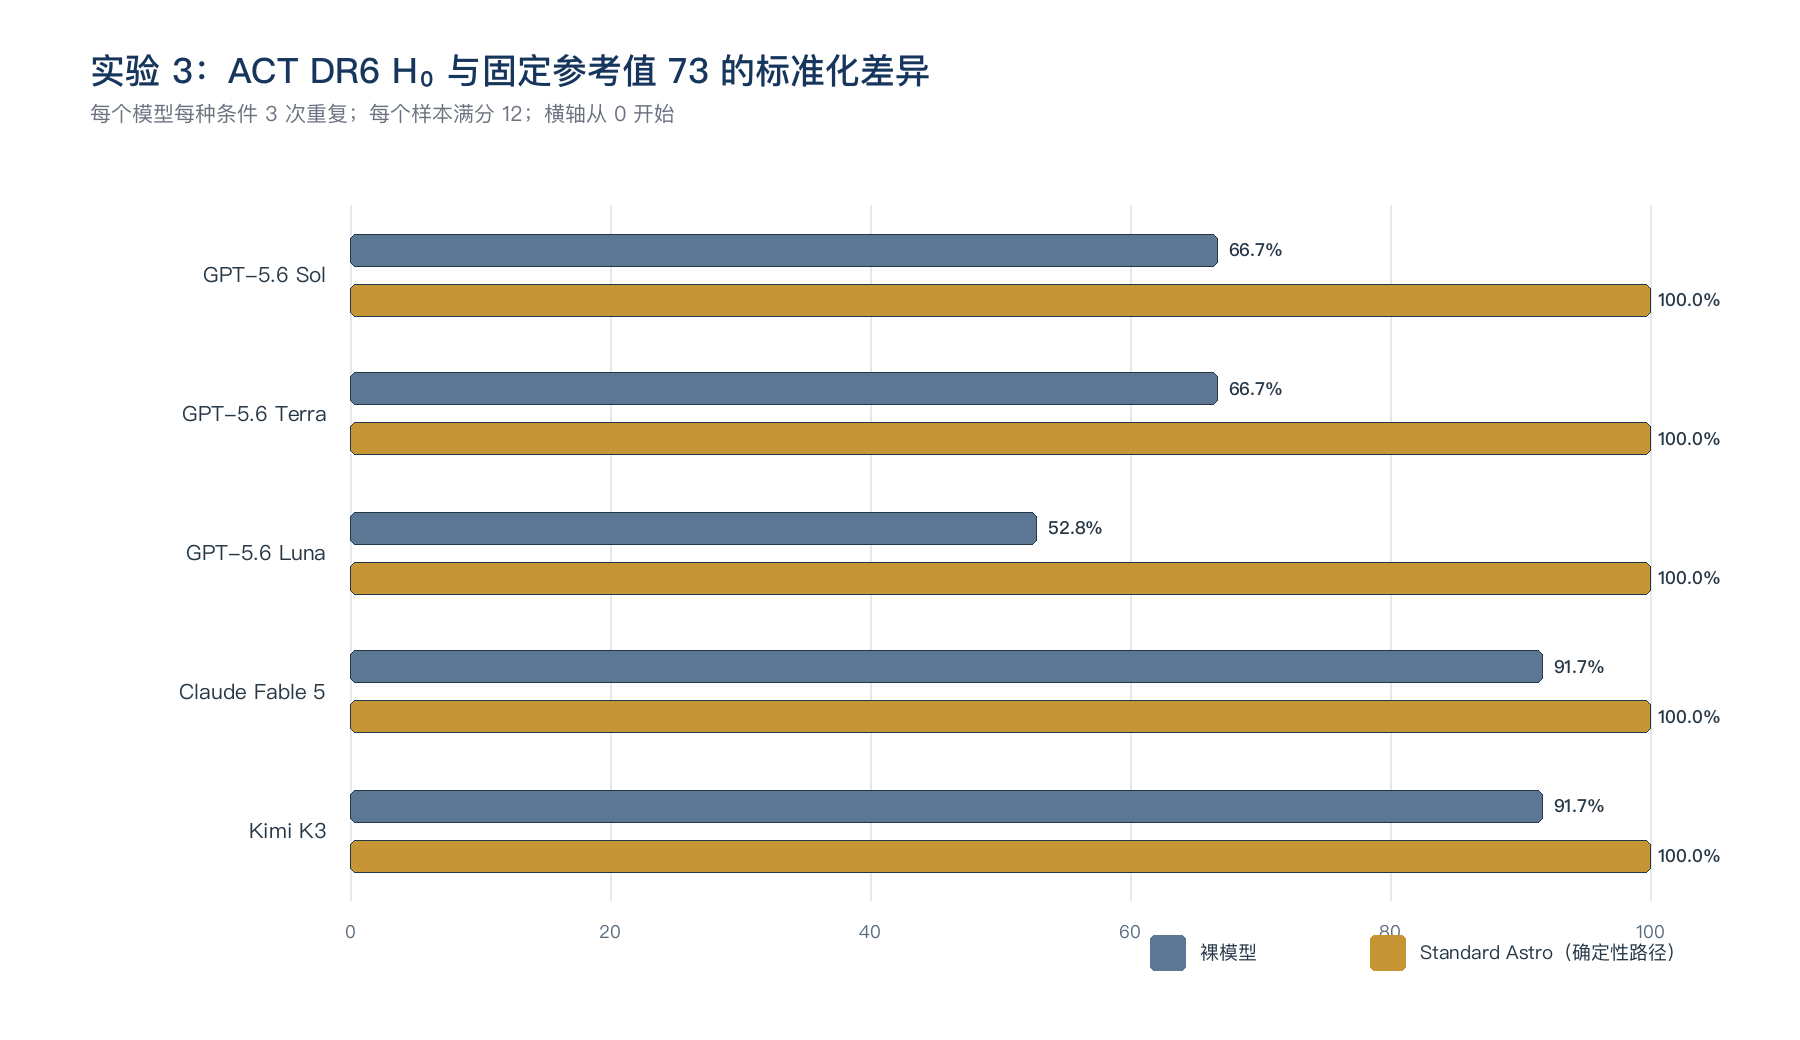 实验 3：ACT DR6 H₀ 与固定参考值 73 的标准化差异
每个模型每种条件 3 次重复；每个样本满分 12；横轴从 0 开始
GPT-5.6 Sol
66.7%
100.0%
GPT-5.6 Terra
66.7%
100.0%
GPT-5.6 Luna
52.8%
100.0%
Claude Fable 5
91.7%
100.0%
Kimi K3
91.7%
100.0%
0 20 40 60 80 100
裸模型 Standard Astro（确定性路径）